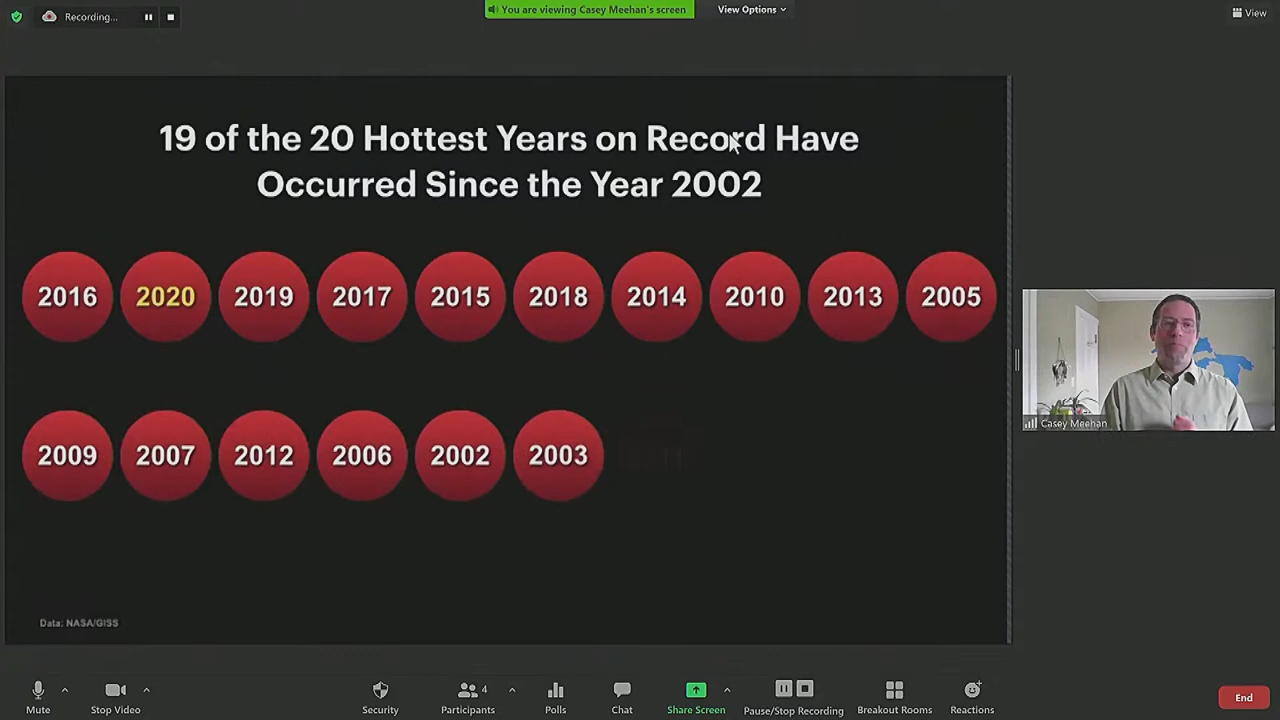 Recording...
You are viewing Casey Meehan's screen
View Options
View
19 of the 20 Hottest Years on Record Have
Occurred Since the Year 2002
2016 2020 2019 2017 2015 2018 2014 2010 2013 2005
2009 2007 2012 2006 2002 2003
Casey Meehan
Data: NASA/GISS
Mute
Stop Video
Security
Participants 4
Polls
Chat
Share Screen
Pause/Stop Recording
Breakout Rooms
Reactions
End